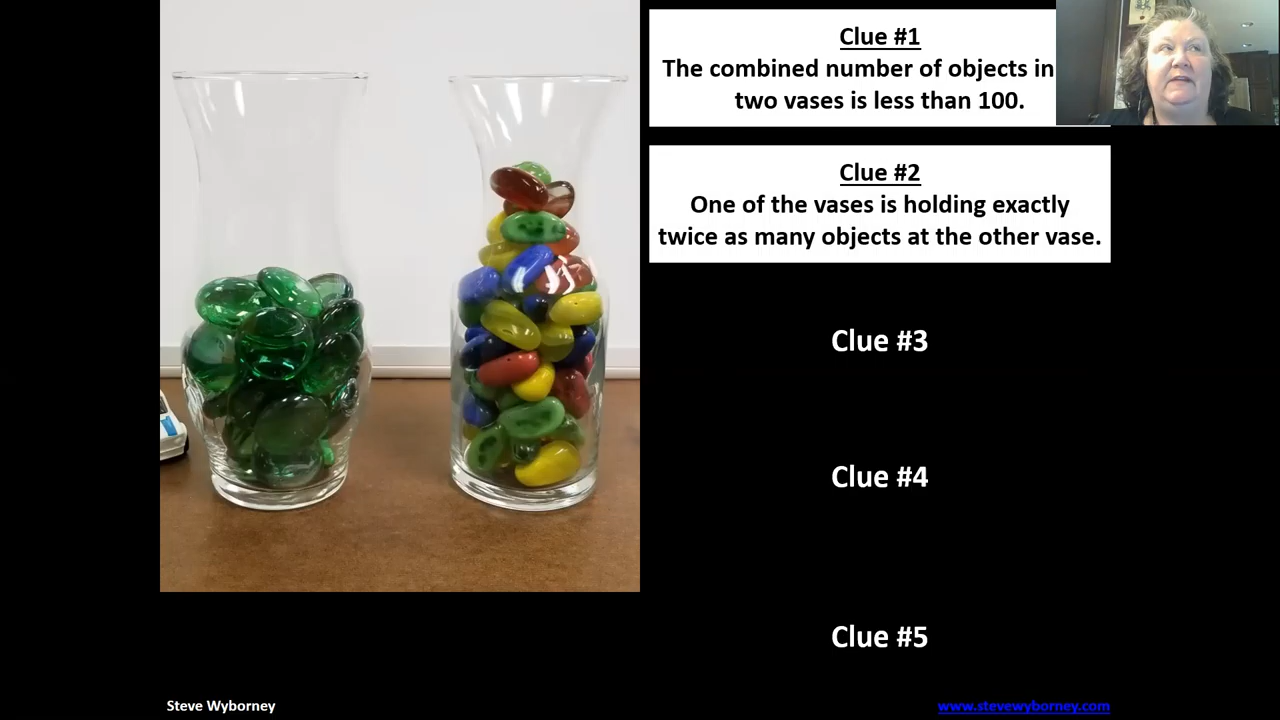 Clue #1
The combined number of objects in
two vases is less than 100.
Clue #2
One of the vases is holding exactly
twice as many objects at the other vase.
Clue #3
Clue #4
Clue #5
Steve Wyborney
www.stevewyborney.com